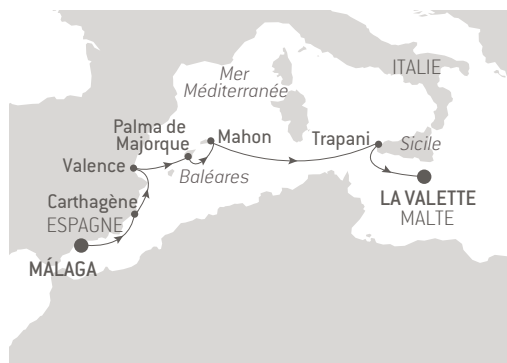 Mer
Méditerranée
ITALIE
Palma de
Majorque
Mahon
Trapani
Sicile
Valence
Baléares
Carthagène
ESPAGNE
LA VALETTE
MALTE
MÁLAGA